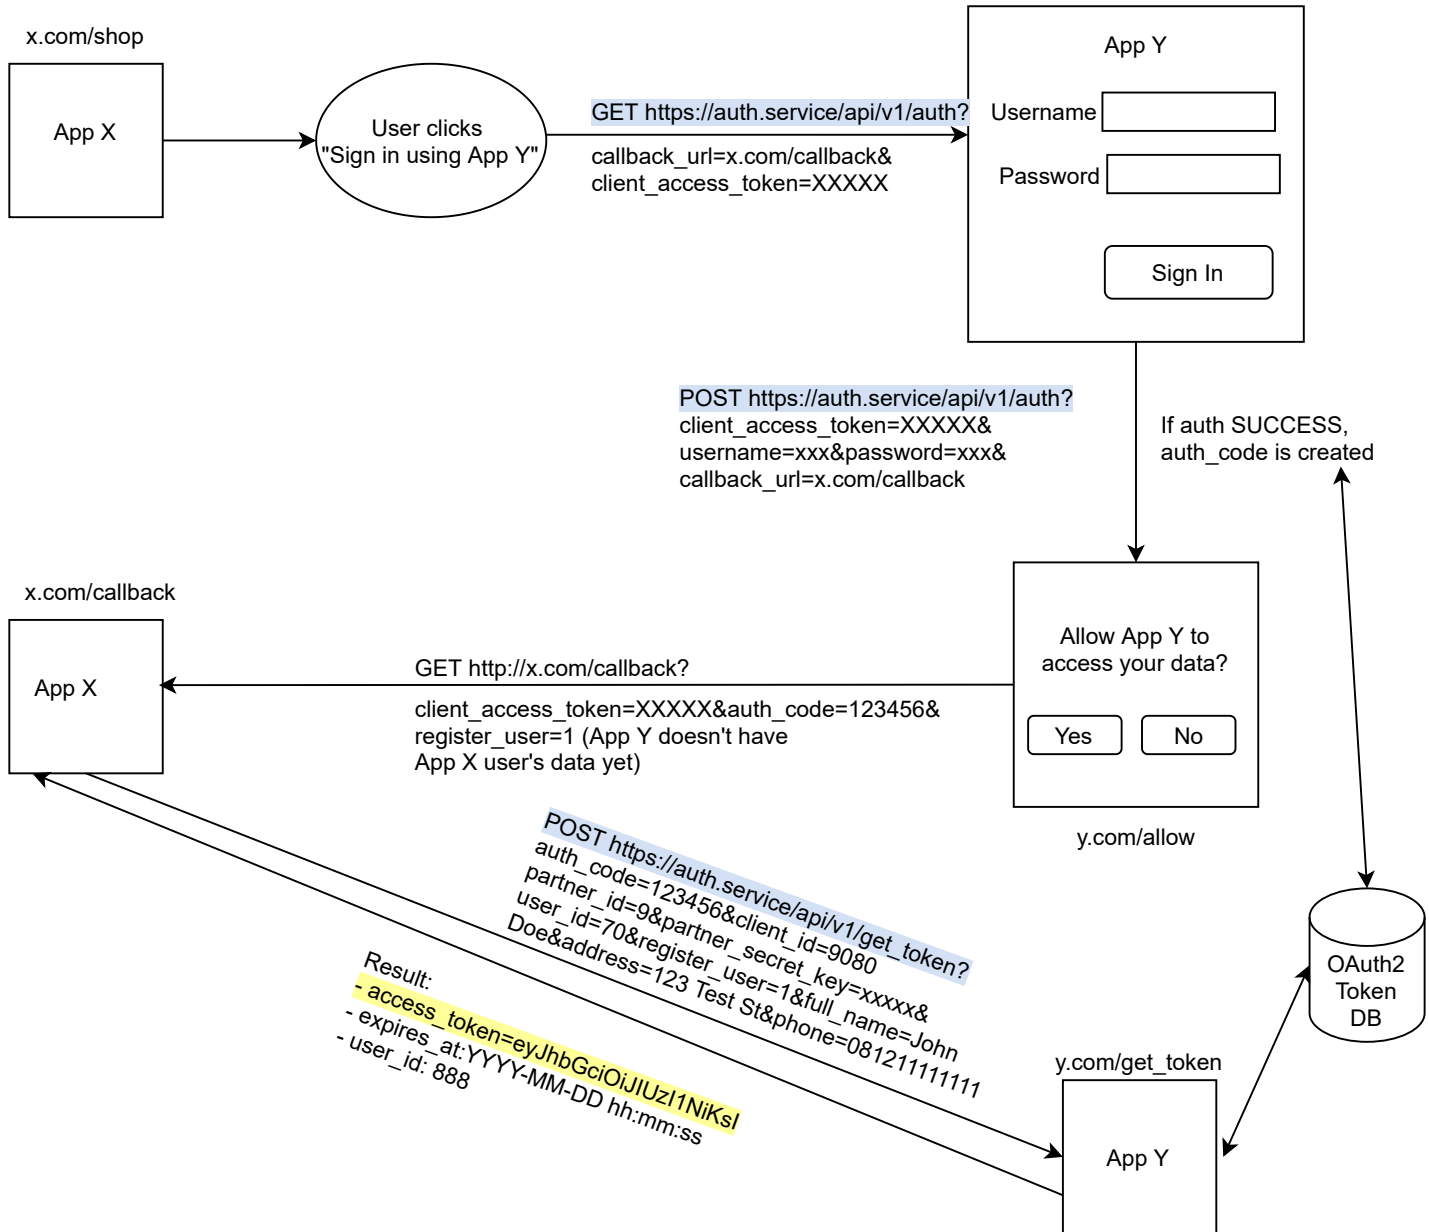 x.com/shop
App X
User clicks
"Sign in using App Y"
GET https://auth.service/api/v1/auth?
callback_url=x.com/callback&
client_access_token=XXXXX
App Y
Username
Password
Sign In
POST https://auth.service/api/v1/auth?
client_access_token=XXXXX&
username=xxx&password=xxx&
callback_url=x.com/callback
If auth SUCCESS,
auth_code is created
x.com/callback
App X
GET http://x.com/callback?
client_access_token=XXXXX&auth_code=123456&
register_user=1 (App Y doesn't have
App X user's data yet)
Allow App Y to
access your data?
Yes
No
y.com/allow
POST https://auth.service/api/v1/get_token?
auth_code=123456&client_id=9080
partner_id=9&partner_secret_key=xxxxx&
user_id=70&register_user=1&full_name=John
Doe&address=123 Test St&phone=081211111111
Result:
- access_token=eyJhbGciOiJIUzI1NiKsI
- expires_at:YYYY-MM-DD hh:mm:ss
- user_id: 888
OAuth2
Token
DB
y.com/get_token
App Y